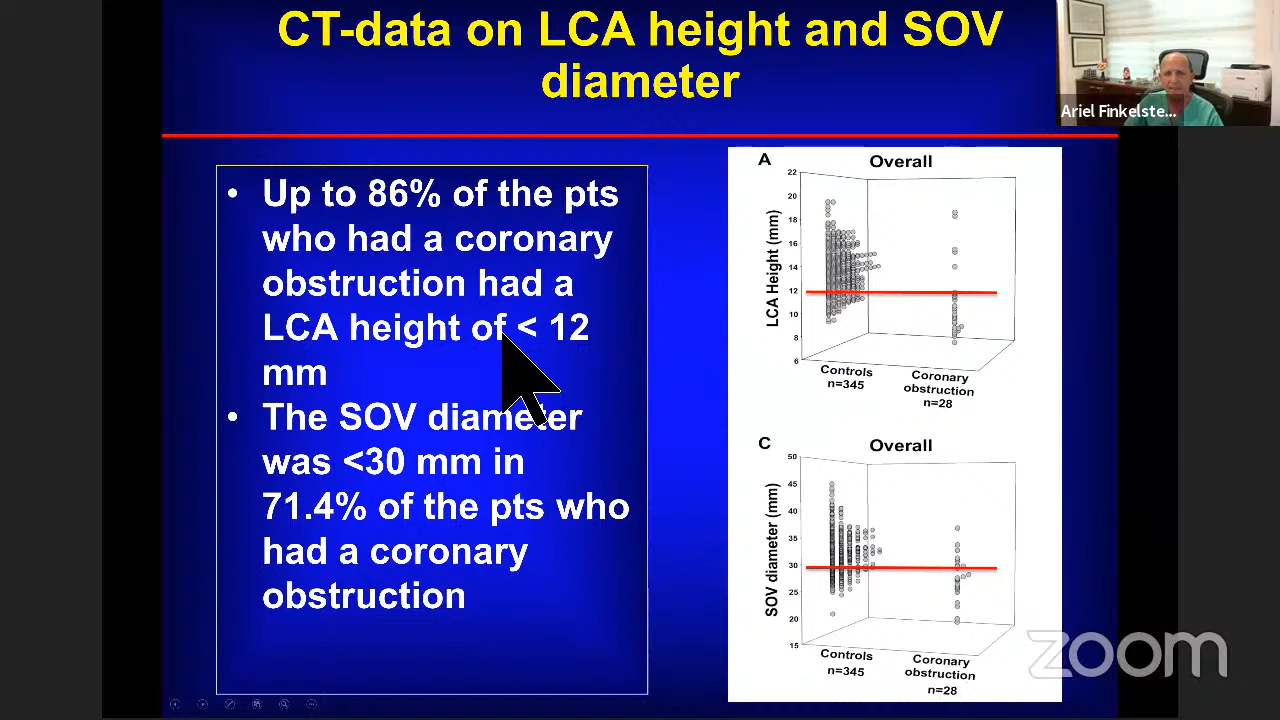 CT-data on LCA height and SOV
diameter
Ariel Finkelste...
• Up to 86% of the pts
who had a coronary
obstruction had a
LCA height of < 12
mm
• The SOV diameter
was <30 mm in
71.4% of the pts who
had a coronary
obstruction
A
Overall
LCA Height (mm)
22
20
18
16
14
12
10
8
6
Controls
n=345
Coronary
obstruction
n=28
C
Overall
SOV diameter (mm)
50
45
40
35
30
25
20
15
Controls
n=345
Coronary
obstruction
n=28
zoom